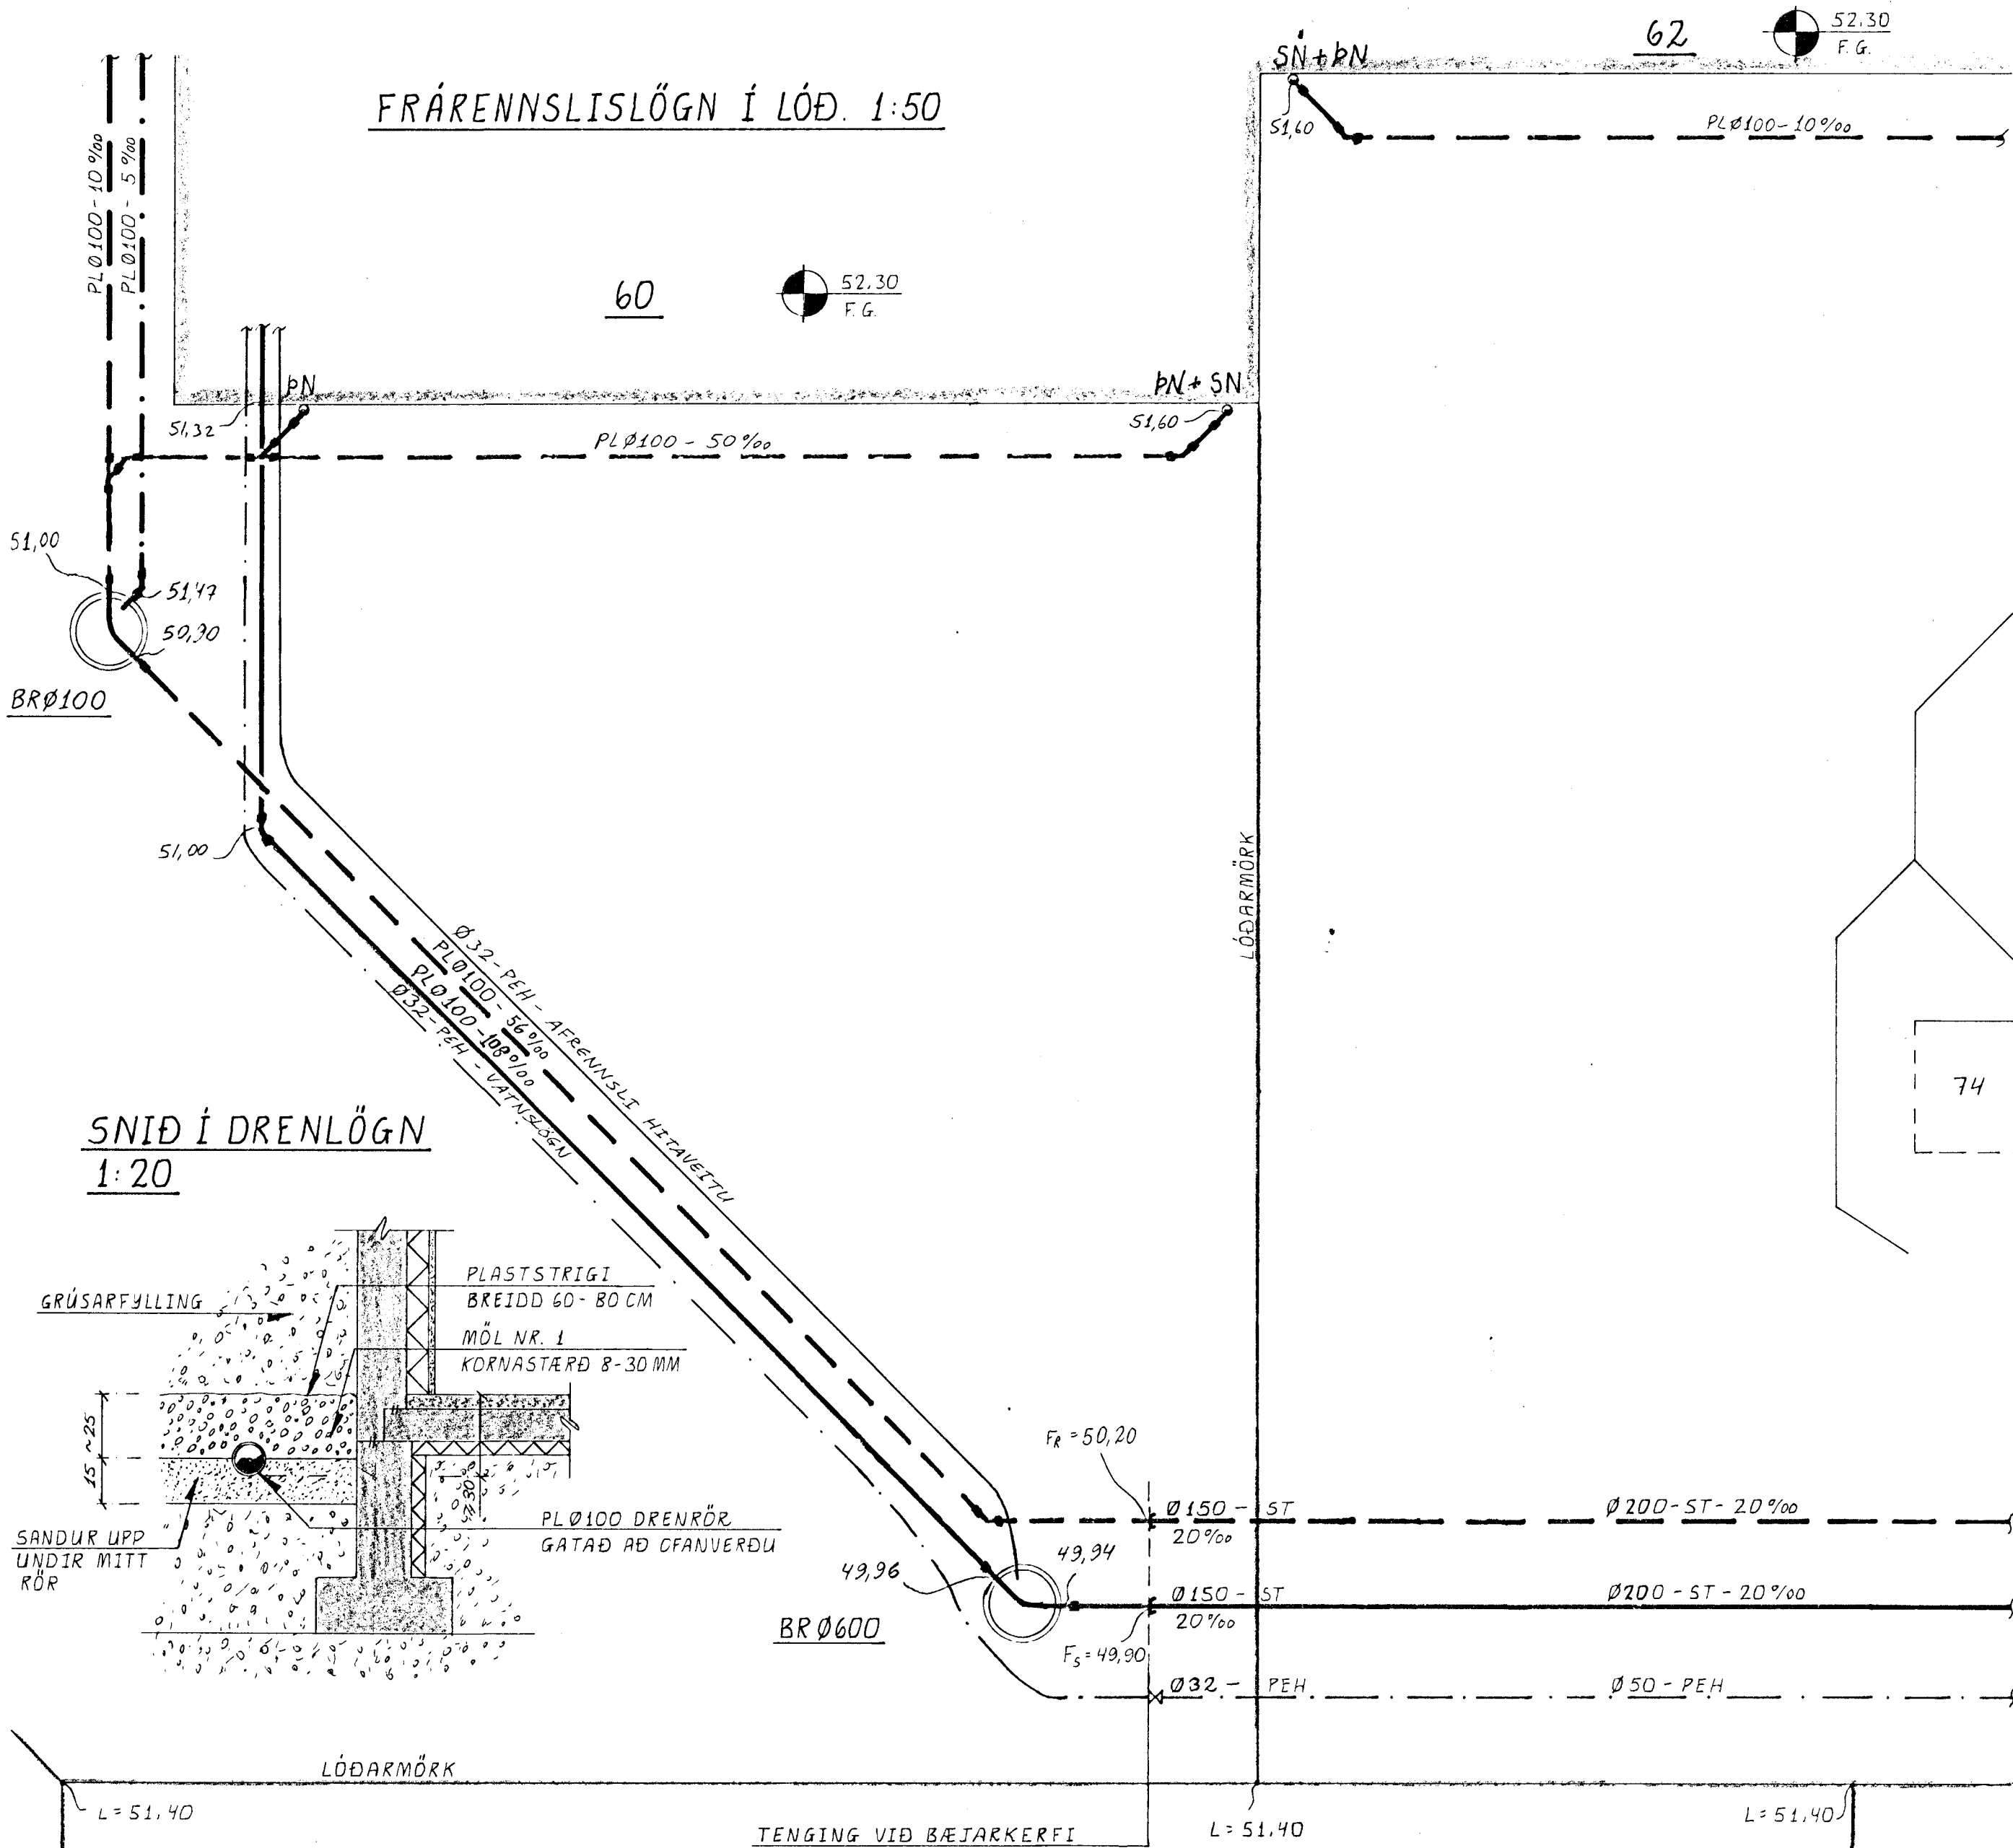 FRÁRENNSLISLÖGN Í LÓÐ. 1:50
62
52.30
F.G.
SN + ÞN
51,60
PLØ100-10‰
PLØ100-10‰
PLØ100-5‰
60
52.30
F.G.
ÞN
ÞN + SN
51,32
51,60
PLØ100-50‰
51,00
51,47
50,90
BRØ100
51,00
LÓÐARMÖRK
Ø32-PEH-AFRENNSLI HITAVEITU
PLØ100-56‰
PLØ100-108‰
Ø32-PEH-VATNSLÖGN
74
SNIÐ Í DRENLÖGN
1:20
GRÚSARFYLLING
PLASTSTRIGI
BREIDD 60-80 CM
MÖL NR. 1
KORNASTÆRÐ 8-30 MM
~25
15
52.30
PLØ100 DRENRÖR
GATAÐ AÐ OFANVERÐU
SANDUR UPP
UNDIR MITT
RÖR
FR = 50,20
Ø150-ST
20‰
Ø200-ST-20‰
49,96
49,94
Ø150-ST
20‰
Ø200-ST-20‰
BRØ600
FS = 49,90
Ø32-PEH
Ø50-PEH
LÓÐARMÖRK
L=51,40
L=51,40
L=51,40
TENGING VIÐ BÆJARKERFI